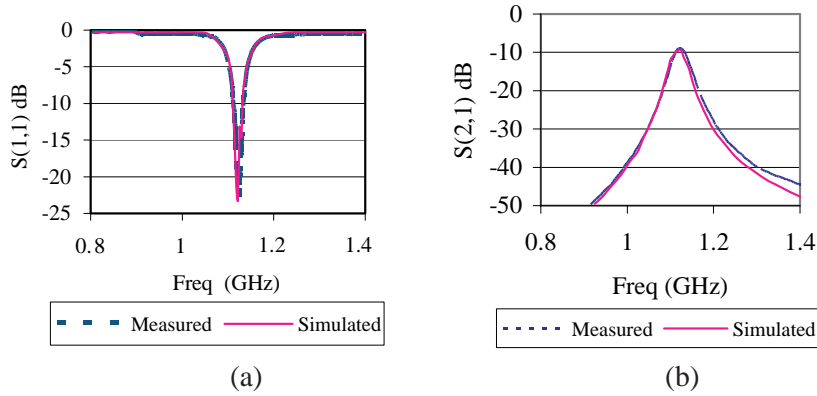 0
-5
-10
-15
-20
-25
S(1,1) dB
0.8 1 1.2 1.4
Freq (GHz)
Measured Simulated
(a)
0
-10
-20
-30
-40
-50
S(2,1) dB
0.8 1 1.2 1.4
Freq (GHz)
Measured Simulated
(b)